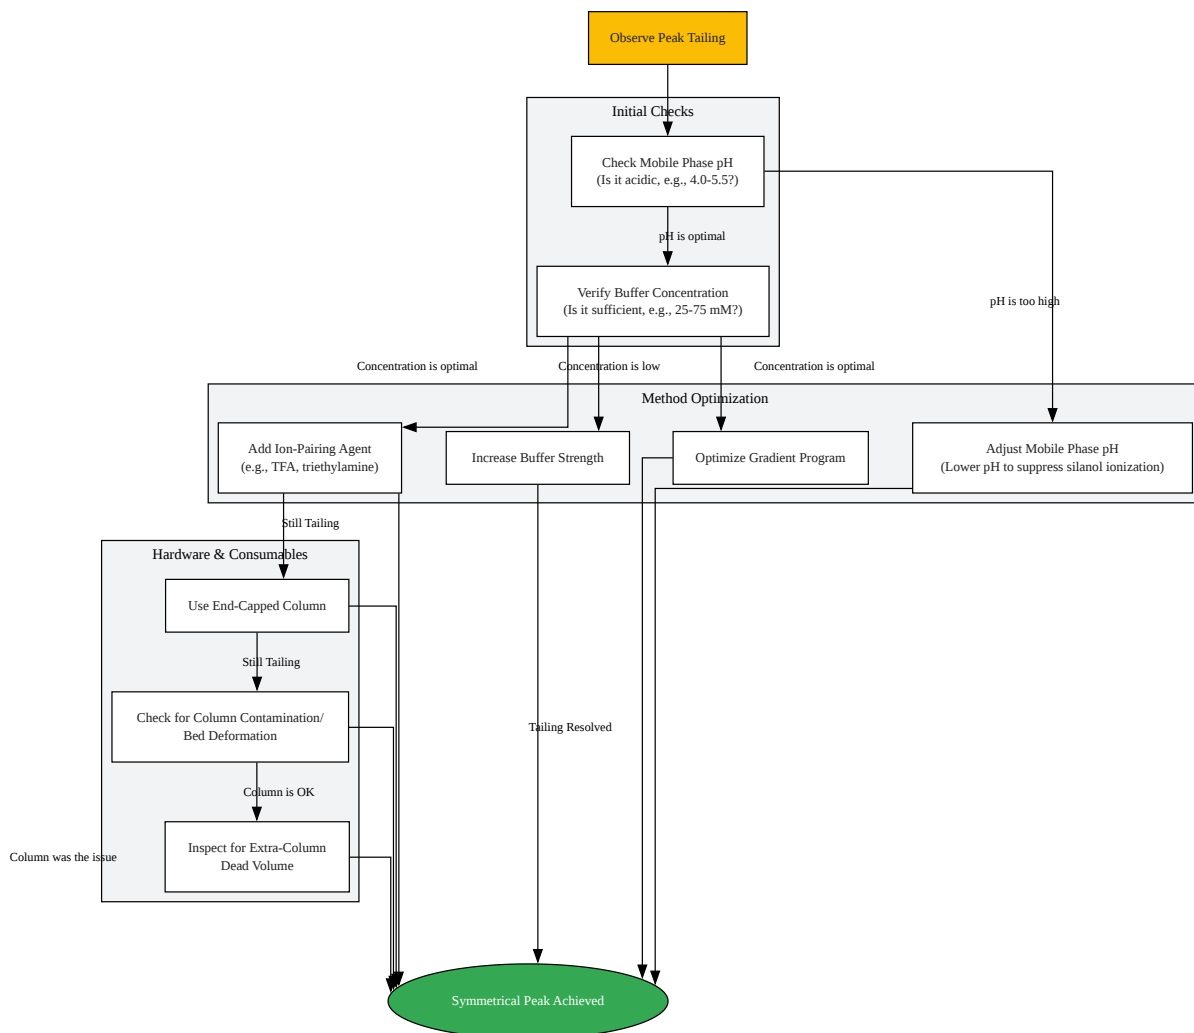 Observe Peak Tailing
Initial Checks
Check Mobile Phase pH
(Is it acidic, e.g., 4.0-5.5?)
pH is optimal
Verify Buffer Concentration
(Is it sufficient, e.g., 25-75 mM?)
pH is too high
Concentration is optimal
Concentration is low
Concentration is optimal
Method Optimization
Add Ion-Pairing Agent
(e.g., TFA, triethylamine)
Increase Buffer Strength
Optimize Gradient Program
Adjust Mobile Phase pH
(Lower pH to suppress silanol ionization)
Still Tailing
Hardware & Consumables
Use End-Capped Column
Still Tailing
Check for Column Contamination/
Bed Deformation
Tailing Resolved
Column is OK
Inspect for Extra-Column
Dead Volume
Column was the issue
Symmetrical Peak Achieved